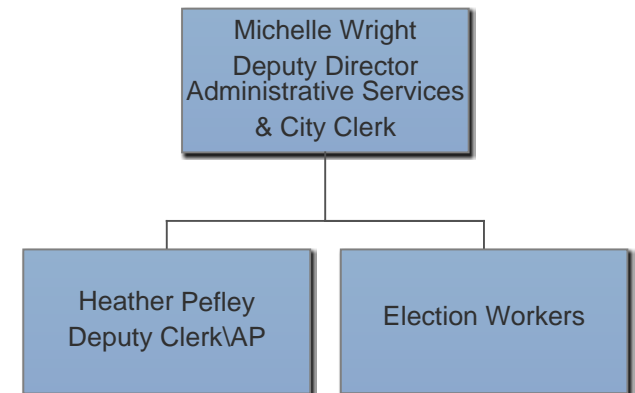 Michelle Wright
Deputy Director
Administrative Services
& City Clerk
Heather Pefley
Deputy Clerk\AP
Election Workers